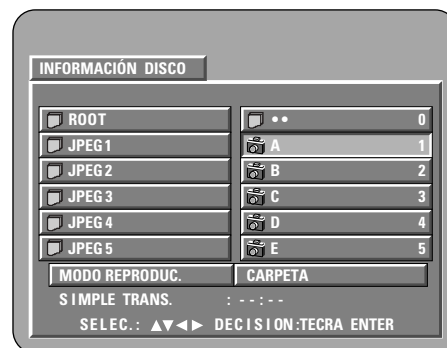 INFORMACIÓN DISCO
ROOT •• 0
JPEG1 A 1
JPEG2 B 2
JPEG3 C 3
JPEG4 D 4
JPEG5 E 5
MODO REPRODUC. CARPETA
SIMPLE TRANS. : --:--
SELEC.: ▲▼◄► DECISION:TECRA ENTER